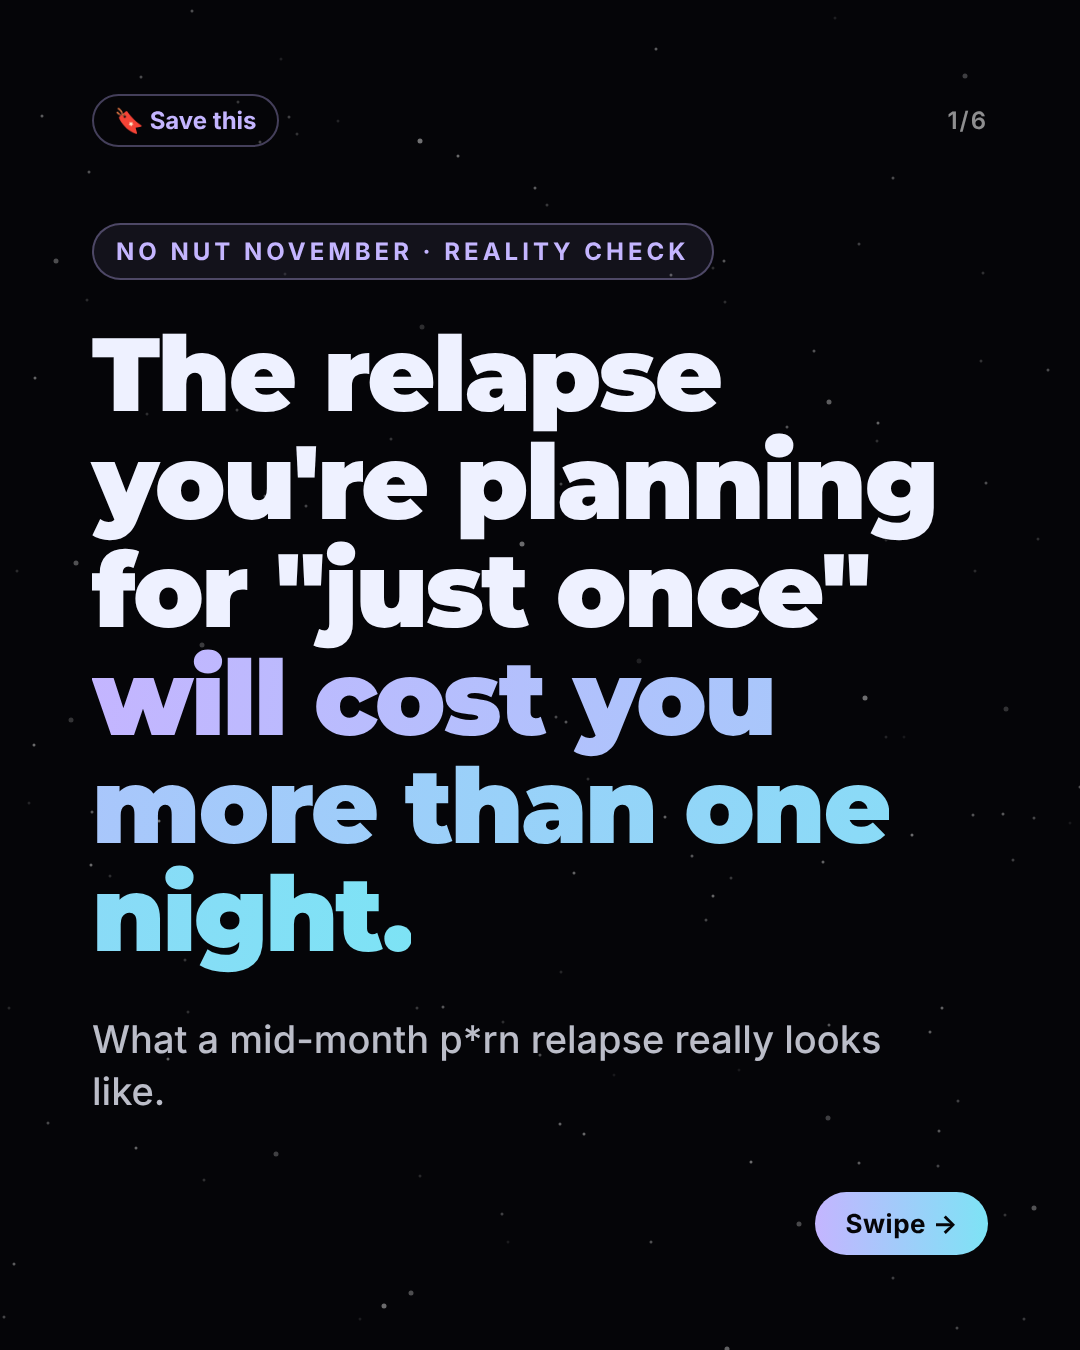 🔖 Save this
1/6
NO NUT NOVEMBER · REALITY CHECK
The relapse
you're planning
for "just once"
will cost you
more than one
night.
What a mid-month p*rn relapse really looks
like.
Swipe →